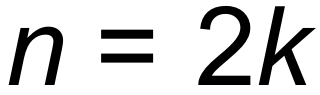 n = 2k